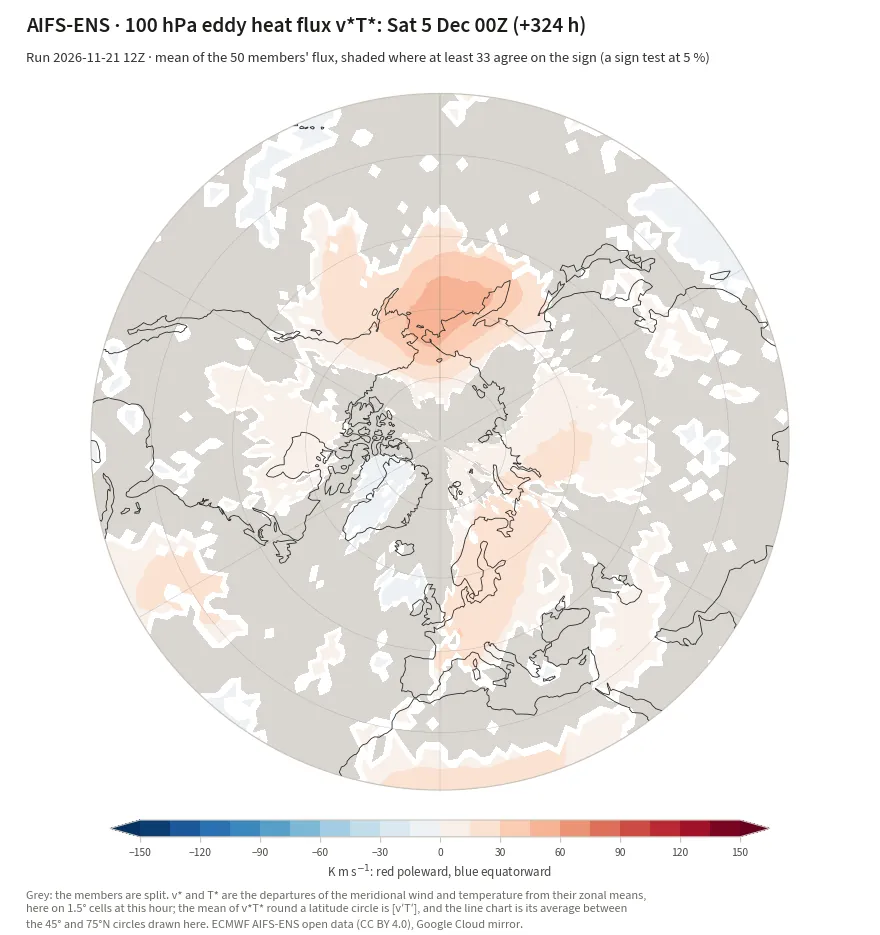 AIFS-ENS · 100 hPa eddy heat flux v*T*: Sat 5 Dec 00Z (+324 h)
Run 2026-11-21 12Z · mean of the 50 members' flux, shaded where at least 33 agree on the sign (a sign test at 5 %)
−150 −120 −90 −60 −30 0 30 60 90 120 150
K m s⁻¹: red poleward, blue equatorward
Grey: the members are split. v* and T* are the departures of the meridional wind and temperature from their zonal means,
here on 1.5° cells at this hour; the mean of v*T* round a latitude circle is [v'T'], and the line chart is its average between
the 45° and 75°N circles drawn here. ECMWF AIFS-ENS open data (CC BY 4.0), Google Cloud mirror.